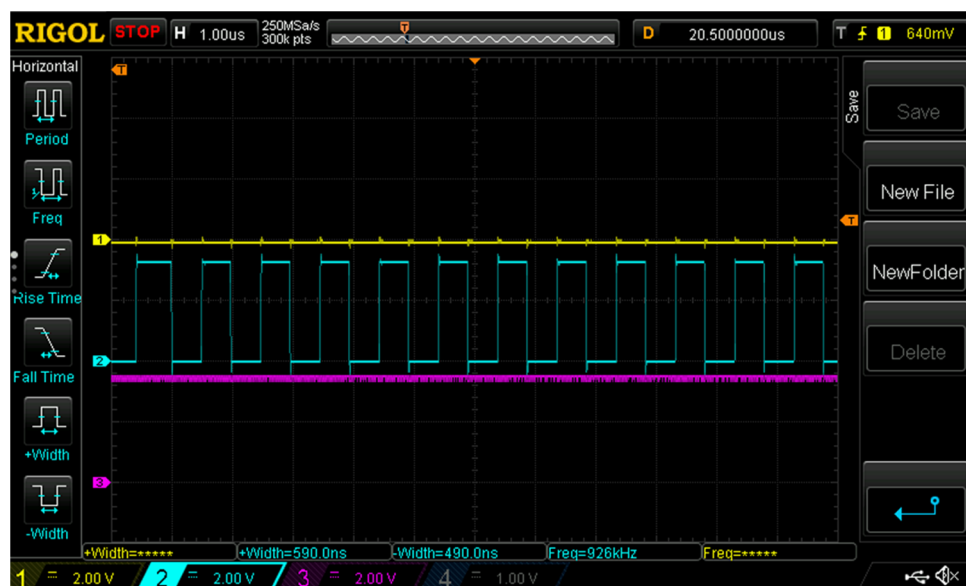 RIGOL STOP H 1.00us 250MSa/s 300k pts T D 20.5000000us T 1 640mV
Horizontal
T
Save
Save
Period
New File
Freq
T
1
NewFolder
Rise Time
2
Delete
Fall Time
+Width
3
-Width
+Width=***** +Width=590.0ns -Width=490.0ns Freq=926kHz Freq=*****
1 = 2.00 V 2 = 2.00 V 3 = 2.00 V 4 = 1.00 V